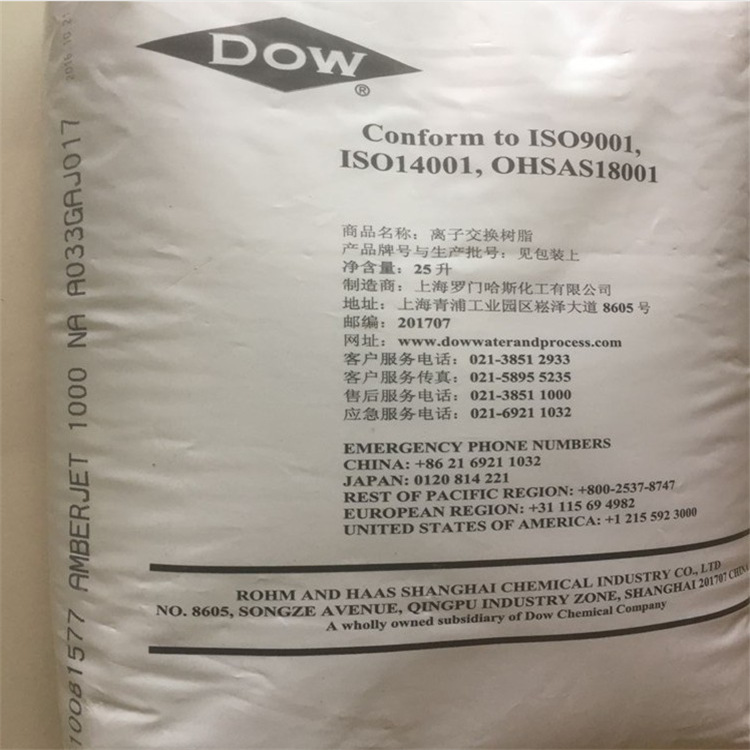 DOW
®
Conform to ISO9001,
ISO14001, OHSAS18001
商品名称：离子交换树脂
产品牌号与生产批号：见包装上
净含量：25升
制造商：上海罗门哈斯化工有限公司
地址：上海青浦工业园区崧泽大道 8605 号
邮编：201707
网址：www.dowwaterandprocess.com
客户服务电话：021-3851 2933
客户服务传真：021-5895 5235
售后服务电话：021-3851 1000
应急服务电话：021-6921 1032
EMERGENCY PHONE NUMBERS
CHINA: +86 21 6921 1032
JAPAN: 0120 814 221
REST OF PACIFIC REGION: +800-2537-8747
EUROPEAN REGION: +31 115 69 4982
UNITED STATES OF AMERICA: +1 215 592 3000
ROHM AND HAAS SHANGHAI CHEMICAL INDUSTRY CO., LTD
NO. 8605, SONGZE AVENUE, QINGPU INDUSTRY ZONE, SHANGHAI 201707 CHINA
A wholly owned subsidiary of Dow Chemical Company
10081577 AMBERJET 1000 NA A033GAJ017